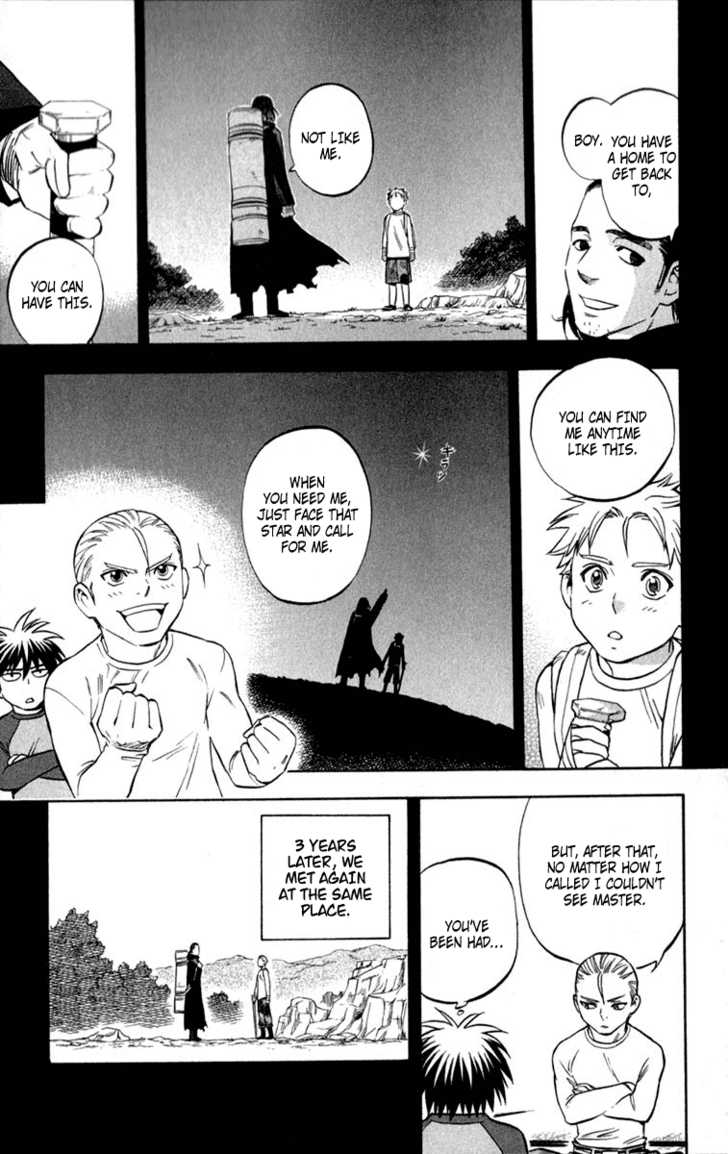 BOY. YOU HAVE
A HOME TO
GET BACK
TO,
NOT LIKE
ME.
YOU CAN
HAVE THIS.
YOU CAN FIND
ME ANYTIME
LIKE THIS.
キラン
WHEN
YOU NEED ME,
JUST FACE THAT
STAR AND CALL
FOR ME.
BUT, AFTER THAT,
NO MATTER HOW I
CALLED I COULDN'T
SEE MASTER.
YOU'VE
BEEN HAD...
3 YEARS
LATER, WE
MET AGAIN
AT THE SAME
PLACE.